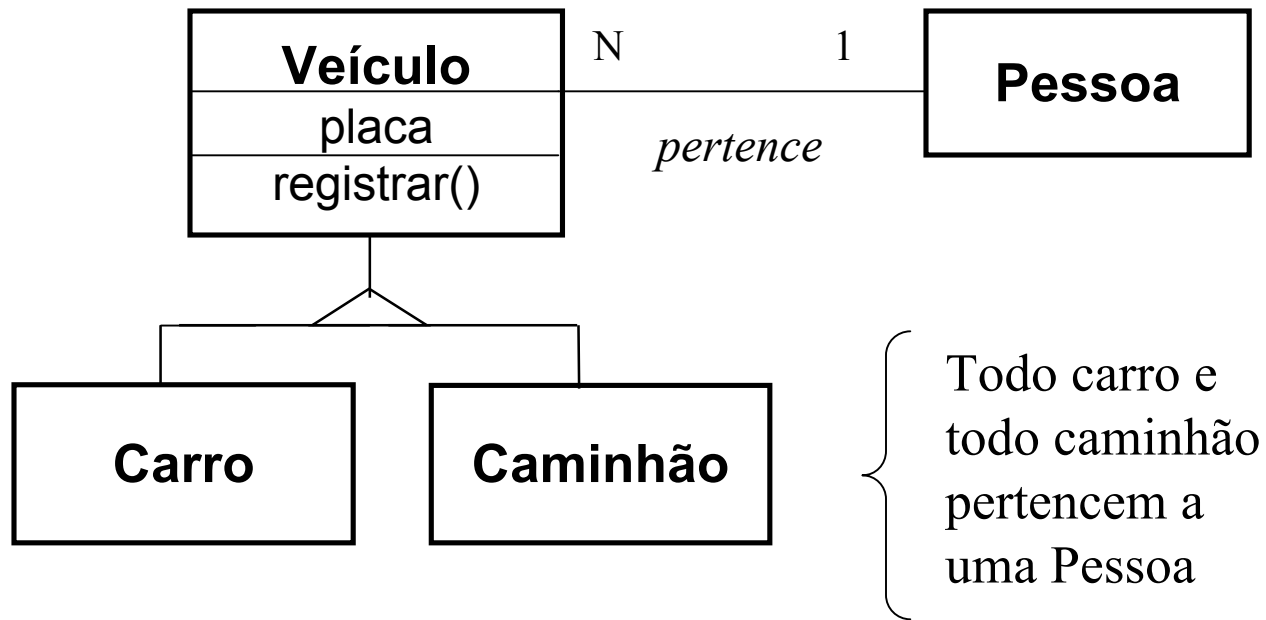 Veículo
placa
registrar()
N
1
pertence
Pessoa
Carro
Caminhão
Todo carro e
todo caminhão
pertencem a
uma Pessoa